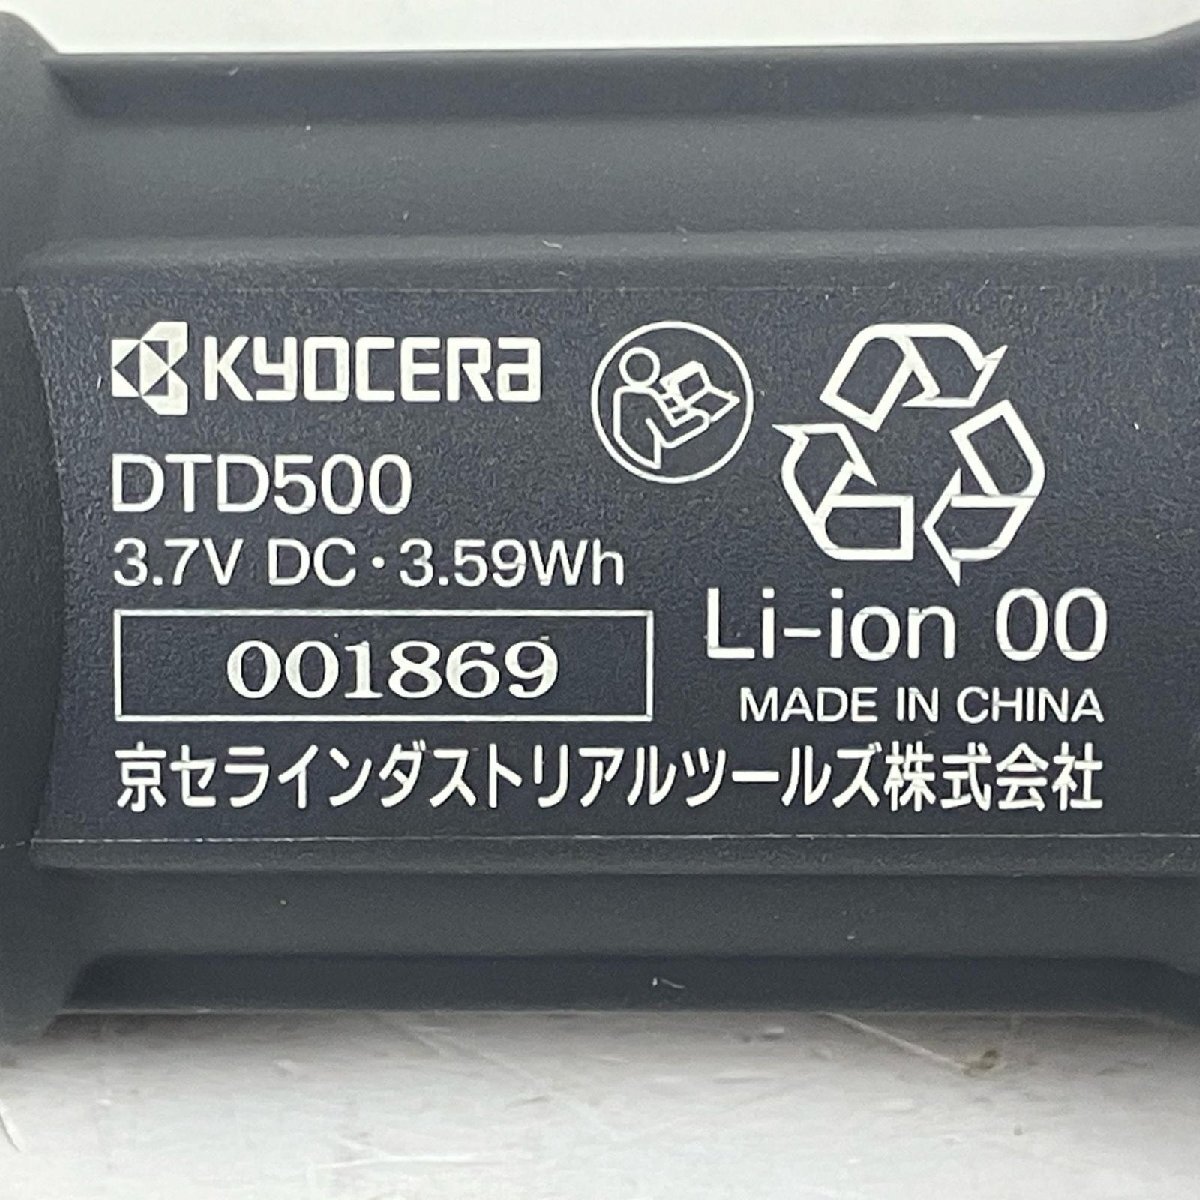 KYOCERA
DTD500
3.7V DC・3.59Wh
001869
Li-ion 00
MADE IN CHINA
京セラインダストリアルツールズ株式会社